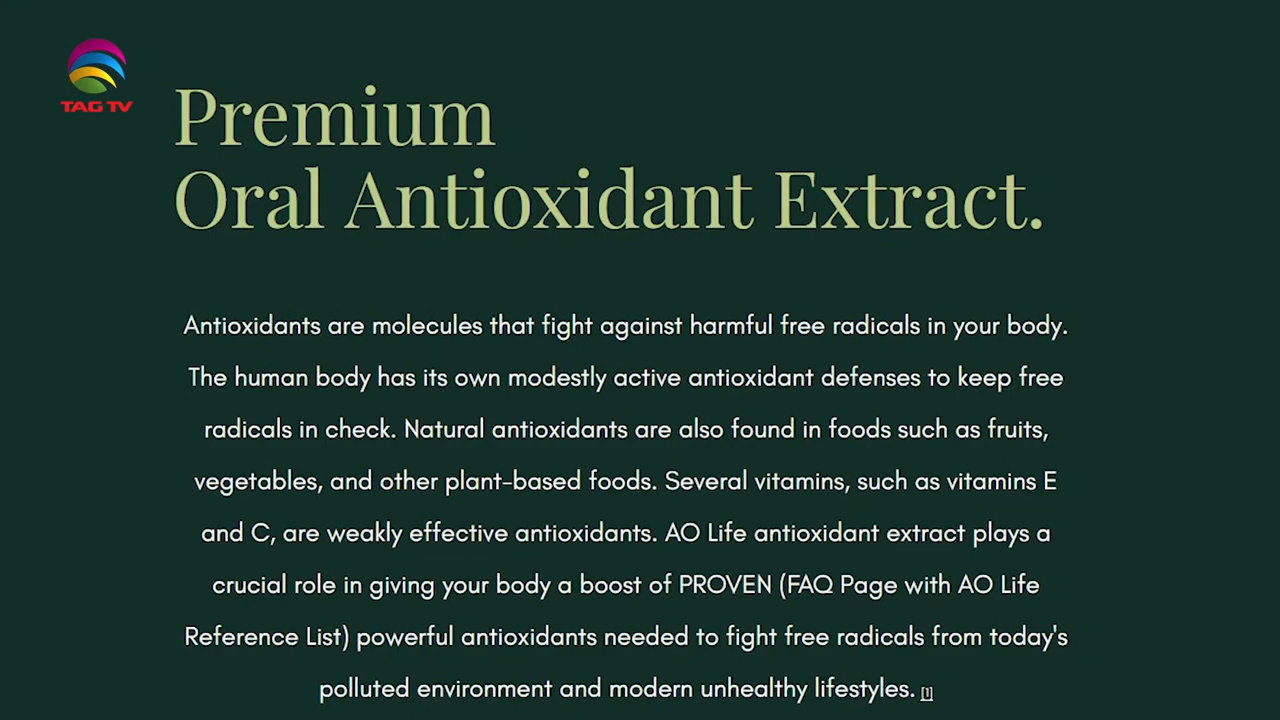 TAG TV
Premium
Oral Antioxidant Extract.
Antioxidants are molecules that fight against harmful free radicals in your body.
The human body has its own modestly active antioxidant defenses to keep free
radicals in check. Natural antioxidants are also found in foods such as fruits,
vegetables, and other plant-based foods. Several vitamins, such as vitamins E
and C, are weakly effective antioxidants. AO Life antioxidant extract plays a
crucial role in giving your body a boost of PROVEN (FAQ Page with AO Life
Reference List) powerful antioxidants needed to fight free radicals from today's
polluted environment and modern unhealthy lifestyles. [1]